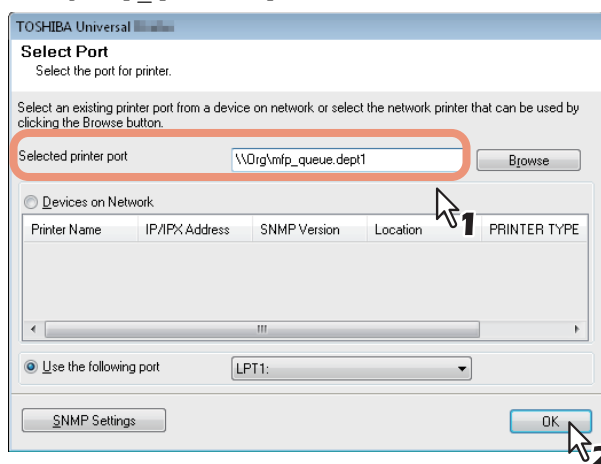 TOSHIBA Universal
Select Port
Select the port for printer.
Select an existing printer port from a device on network or select the network printer that can be used by
clicking the Browse button.
Selected printer port \\Org\mfp_queue.dept1 Browse
1
Devices on Network
Printer Name IP/IPX Address SNMP Version Location PRINTER TYPE
Use the following port LPT1:
SNMP Settings OK
2